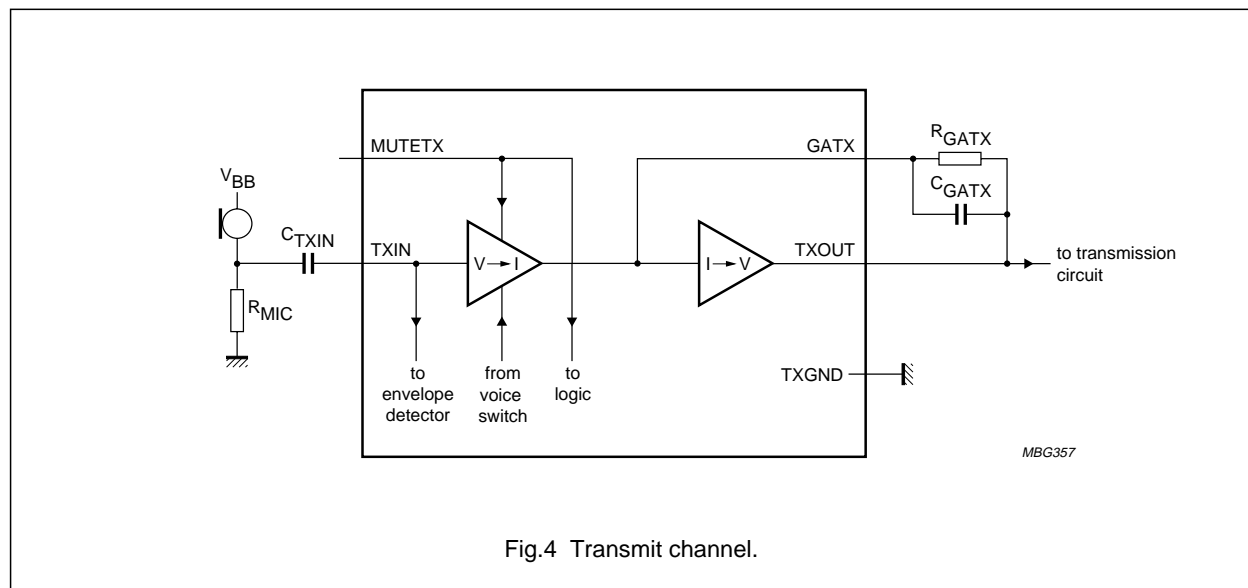 MUTETX
GATX
RGATX
CGATX
VBB
CTXIN
TXIN
V I
I V
TXOUT
to transmission
circuit
RMIC
to
envelope
detector
from
voice
switch
to
logic
TXGND
MBG357
Fig.4 Transmit channel.